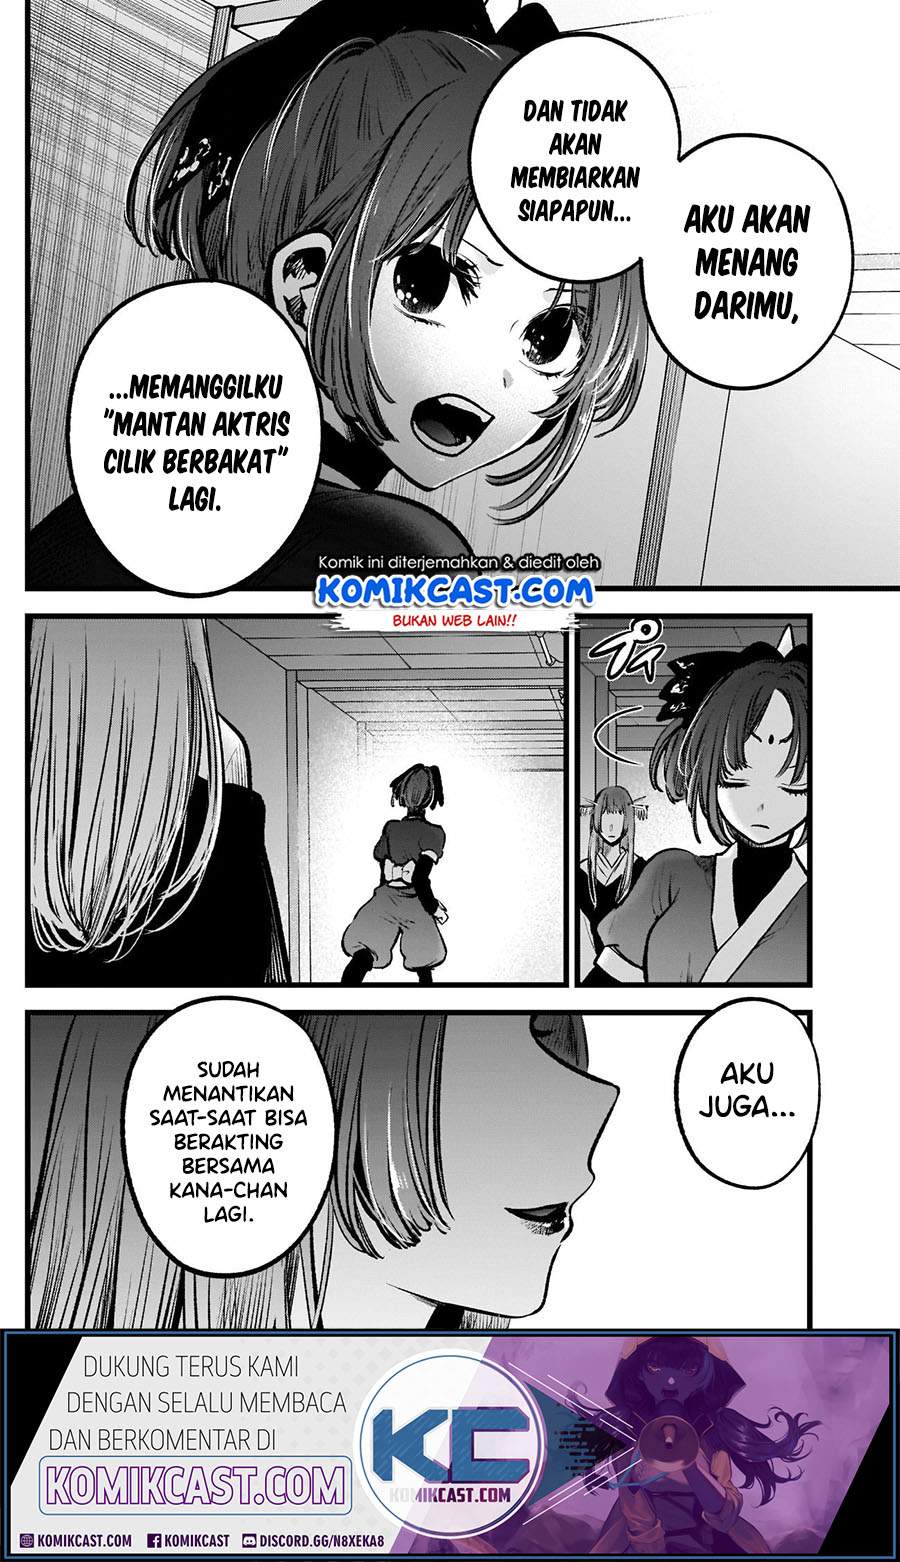 AKU AKAN
MENANG
DARIMU,
DAN TIDAK
AKAN
MEMBIARKAN
SIAPAPUN...
...MEMANGGILKU
"MANTAN AKTRIS
CILIK BERBAKAT"
LAGI.
Komik ini diterjemahkan & diedit oleh
KOMIKCAST.COM
BUKAN WEB LAIN!!
プイ
AKU
JUGA...
SUDAH
MENANTIKAN
SAAT-SAAT BISA
BERAKTING
BERSAMA
KANA-CHAN
LAGI.
DUKUNG TERUS KAMI
DENGAN SELALU MEMBACA
DAN BERKOMENTAR DI
KOMIKCAST.COM
KOMIKCAST.COM KOMIKCAST DISCORD.GG/N8XEKA8
KC
KOMIKCAST.COM